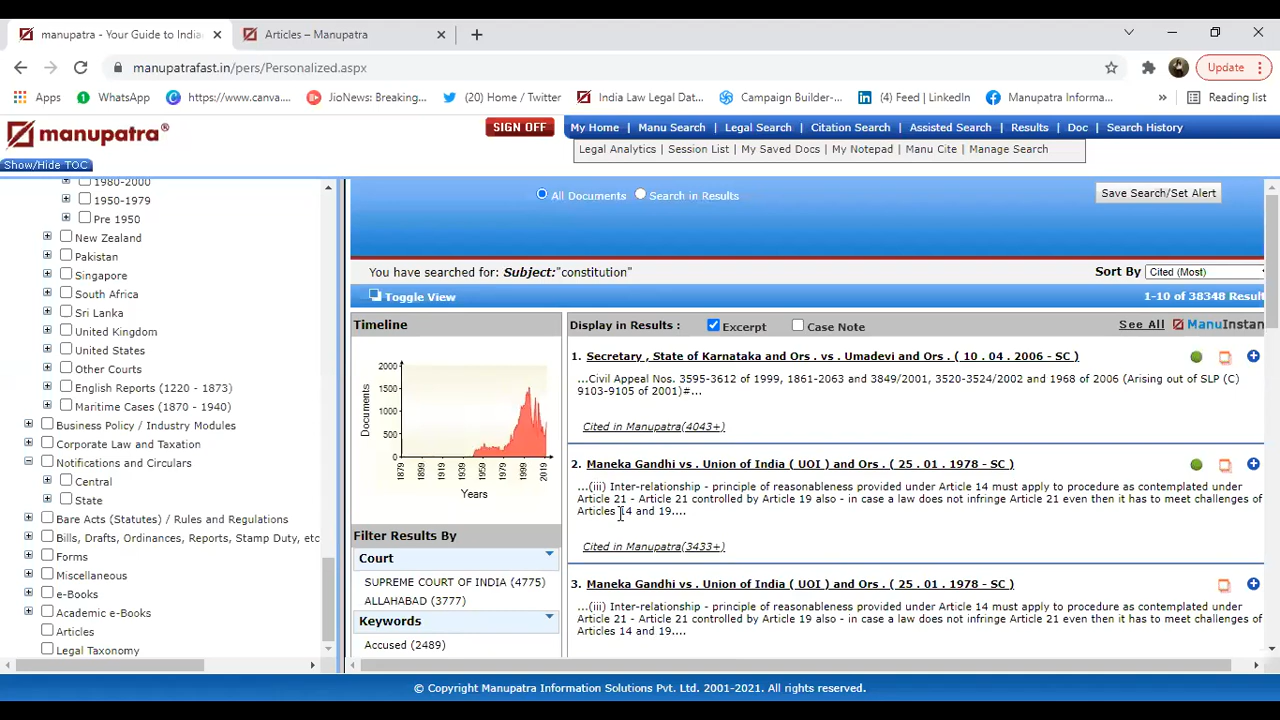 manupatra - Your Guide to India
Articles – Manupatra
manupatrafast.in/pers/Personalized.aspx
Update
Apps
WhatsApp
https://www.canva....
JioNews: Breaking...
(20) Home / Twitter
India Law Legal Dat...
Campaign Builder-...
(4) Feed | LinkedIn
Manupatra Informa...
Reading list
manupatra®
SIGN OFF
My Home | Manu Search | Legal Search | Citation Search | Assisted Search | Results | Doc | Search History
Legal Analytics | Session List | My Saved Docs | My Notepad | Manu Cite | Manage Search
Show/Hide TOC
1980-2000
1950-1979
Pre 1950
New Zealand
Pakistan
Singapore
South Africa
Sri Lanka
United Kingdom
United States
Other Courts
English Reports (1220 - 1873)
Maritime Cases (1870 - 1940)
Business Policy / Industry Modules
Corporate Law and Taxation
Notifications and Circulars
Central
State
Bare Acts (Statutes) / Rules and Regulations
Bills, Drafts, Ordinances, Reports, Stamp Duty, etc
Forms
Miscellaneous
e-Books
Academic e-Books
Articles
Legal Taxonomy
All Documents
Search in Results
Save Search/Set Alert
You have searched for: Subject:"constitution"
Sort By
Cited (Most)
Toggle View
1-10 of 38348 Result
Timeline
Documents
2000
1500
1000
500
0
1879
1899
1919
1939
1959
1979
1999
2019
Years
Filter Results By
Court
SUPREME COURT OF INDIA (4775)
ALLAHABAD (3777)
Keywords
Accused (2489)
Display in Results :
Excerpt
Case Note
See All
ManuInstan
1. Secretary , State of Karnataka and Ors . vs . Umadevi and Ors . ( 10 . 04 . 2006 - SC )
...Civil Appeal Nos. 3595-3612 of 1999, 1861-2063 and 3849/2001, 3520-3524/2002 and 1968 of 2006 (Arising out of SLP (C)
9103-9105 of 2001)#...
Cited in Manupatra(4043+)
2. Maneka Gandhi vs . Union of India ( UOI ) and Ors . ( 25 . 01 . 1978 - SC )
...(iii) Inter-relationship - principle of reasonableness provided under Article 14 must apply to procedure as contemplated under
Article 21 - Article 21 controlled by Article 19 also - in case a law does not infringe Article 21 even then it has to meet challenges of
Articles 14 and 19....
Cited in Manupatra(3433+)
3. Maneka Gandhi vs . Union of India ( UOI ) and Ors . ( 25 . 01 . 1978 - SC )
...(iii) Inter-relationship - principle of reasonableness provided under Article 14 must apply to procedure as contemplated under
Article 21 - Article 21 controlled by Article 19 also - in case a law does not infringe Article 21 even then it has to meet challenges of
Articles 14 and 19....
© Copyright Manupatra Information Solutions Pvt. Ltd. 2001-2021. All rights reserved.